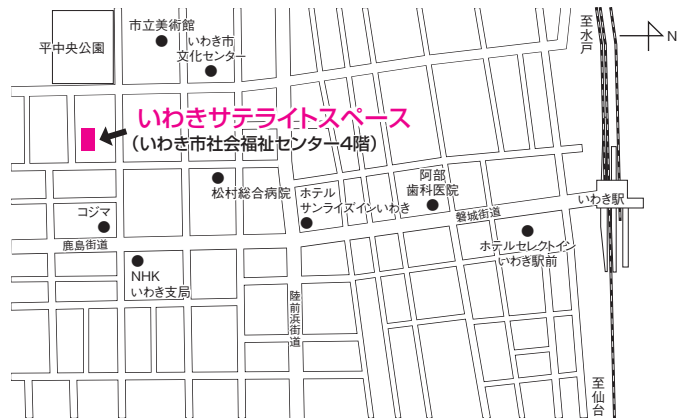 市立美術館
平中央公園
いわき市
文化センター
至水戸
N
いわきサテライトスペース
(いわき市社会福祉センター4階)
松村総合病院
ホテル
サンライズインいわき
阿部
歯科医院
磐城街道
いわき駅
コジマ
鹿島街道
NHK
いわき支局
陸前浜街道
ホテルセレクトイン
いわき駅前
至仙台